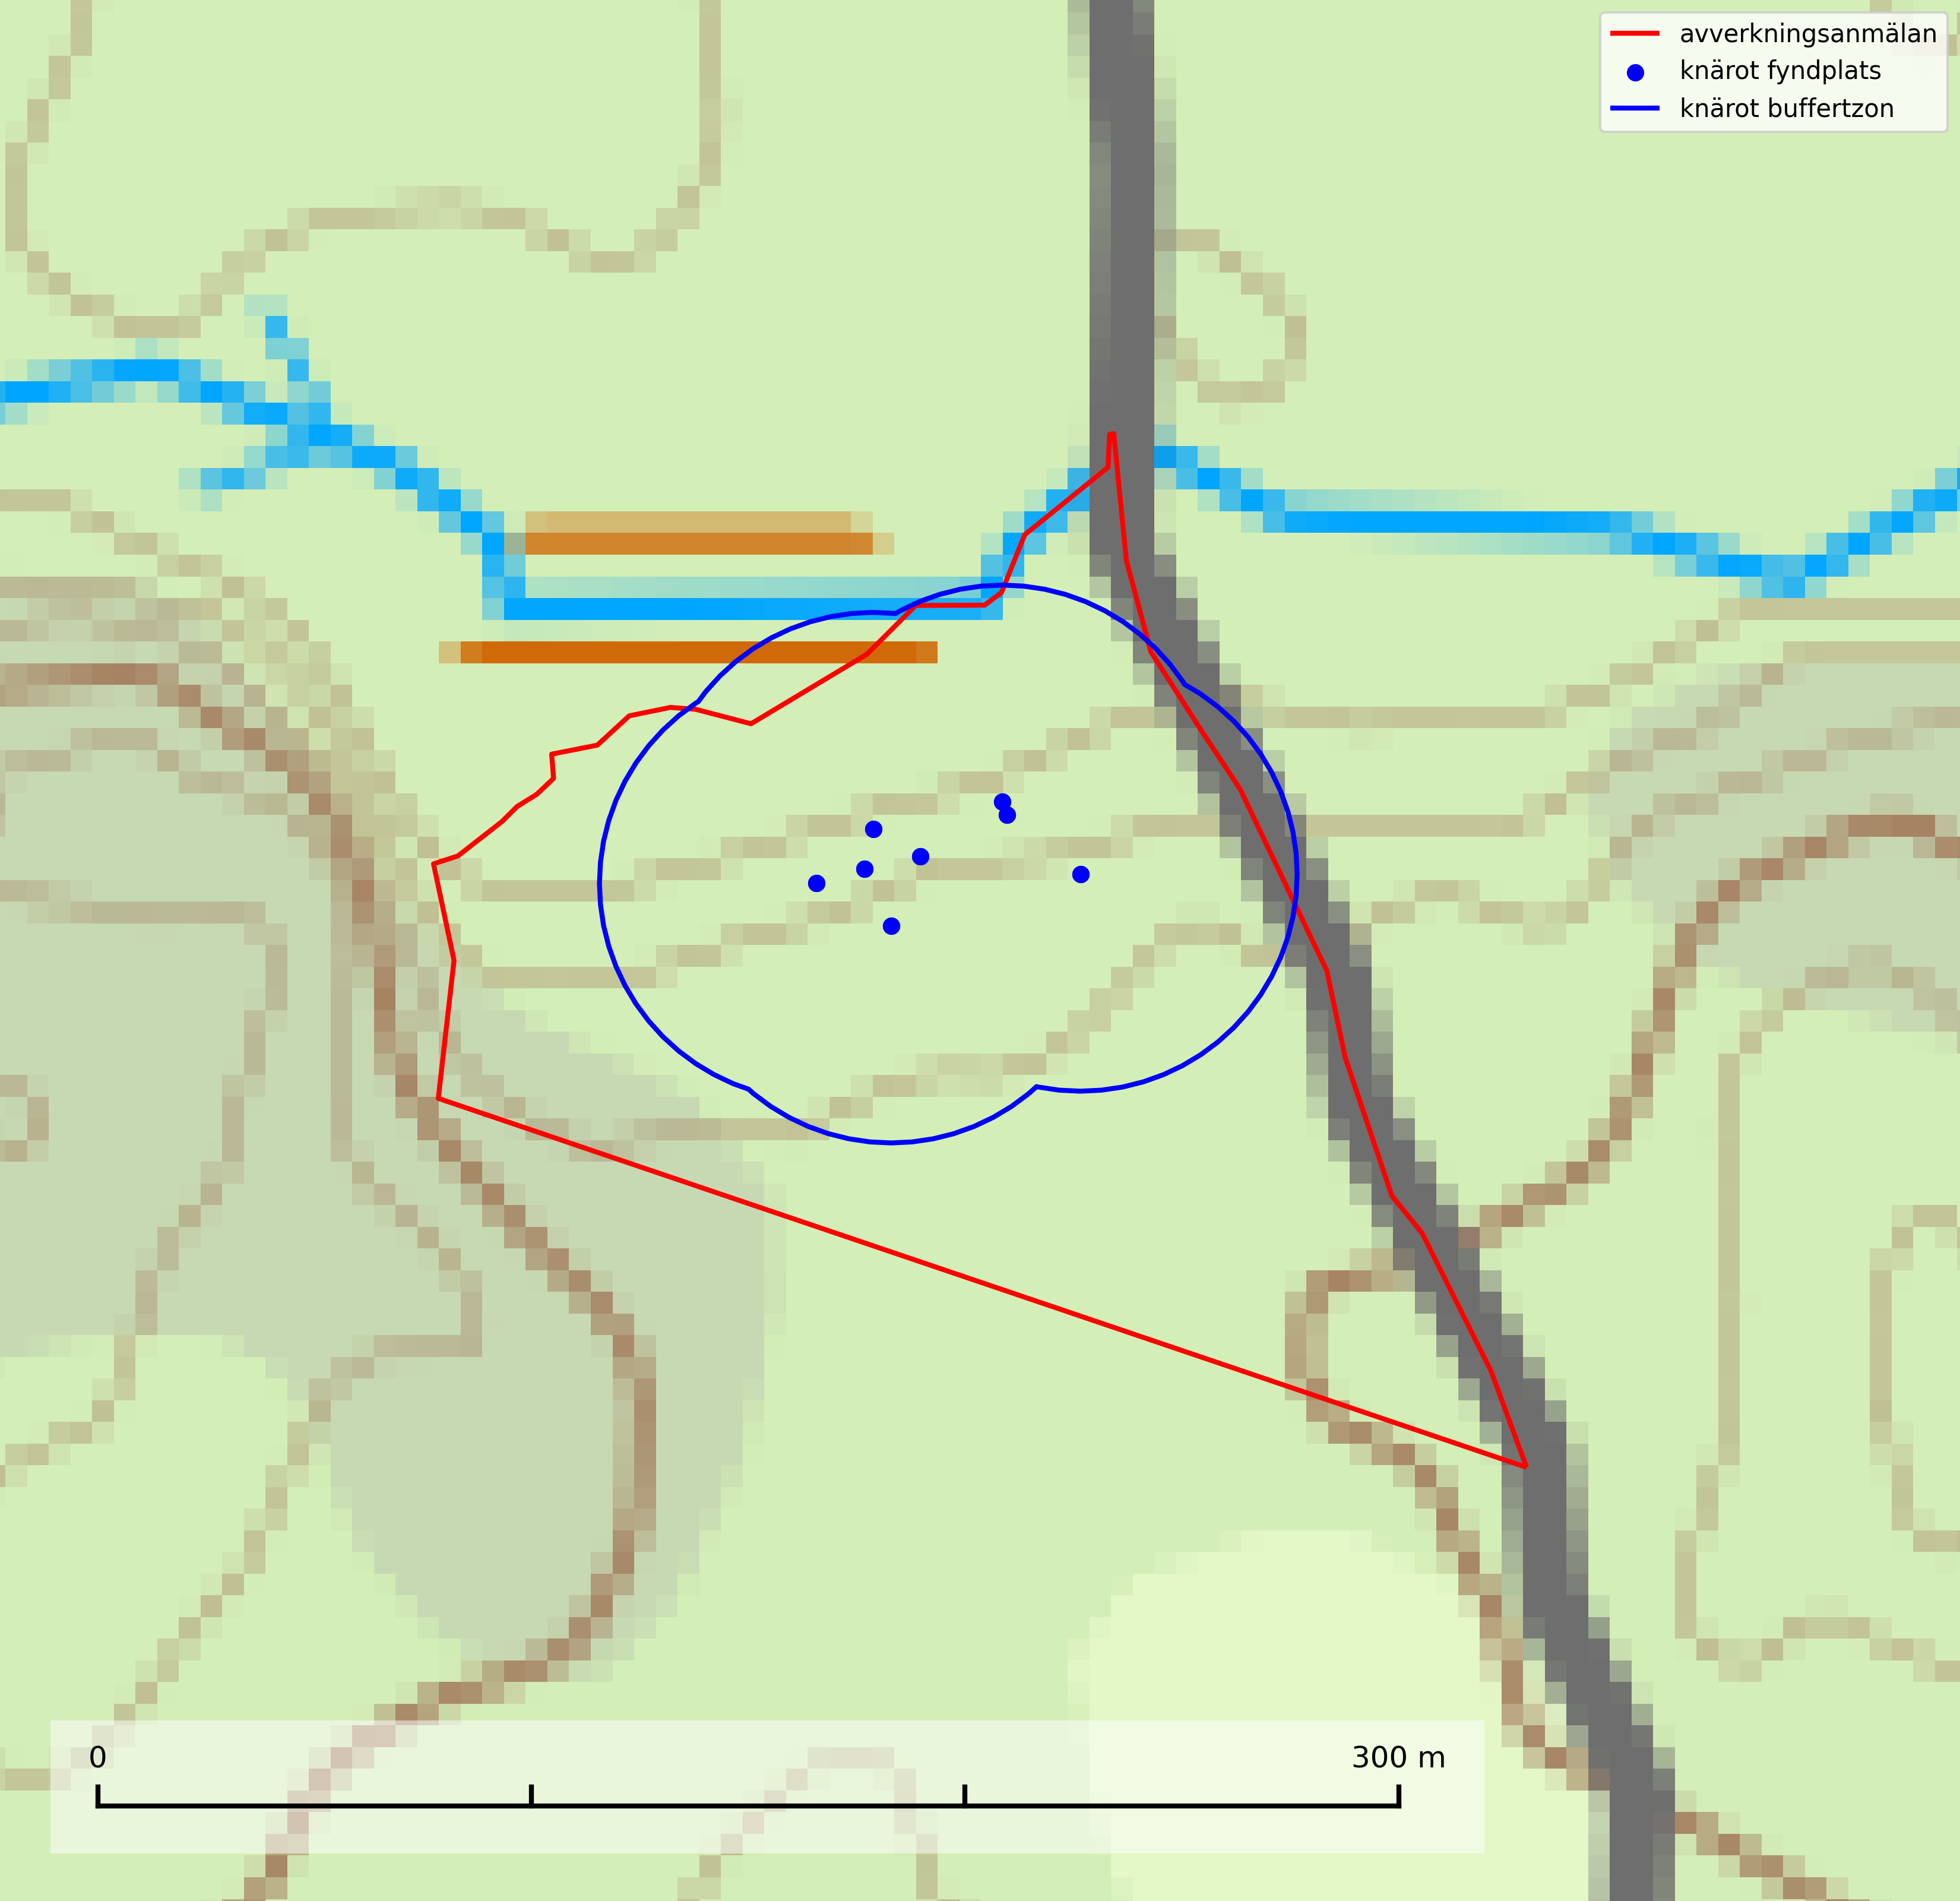 avverkningsanmälan
knärot fyndplats
knärot buffertzon
0 300 m